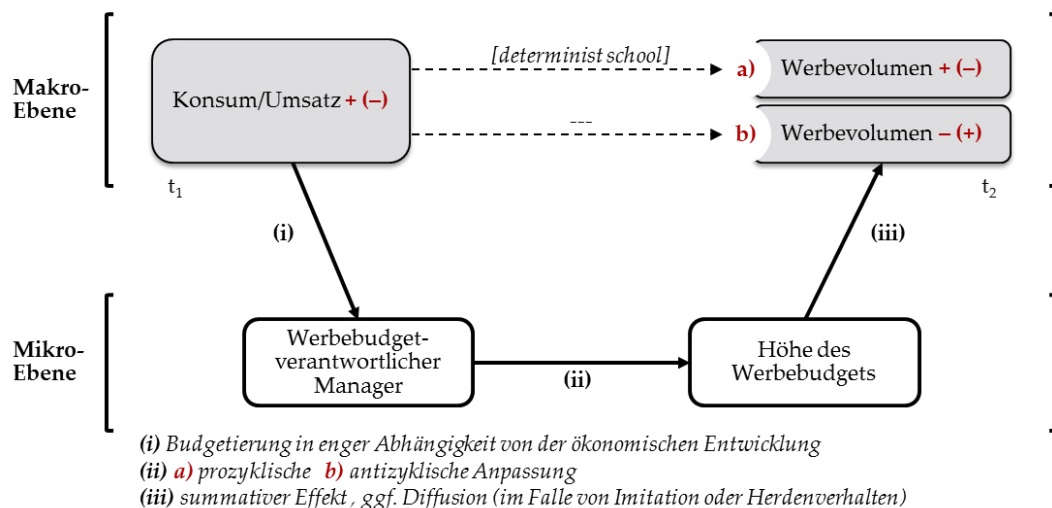 [determinist school]
Makro-
Ebene
Konsum/Umsatz + (–)
a) Werbevolumen + (–)
---
b) Werbevolumen – (+)
t1
t2
(i)
(iii)
Mikro-
Ebene
Werbebudget-
verantwortlicher
Manager
(ii)
Höhe des
Werbebudgets
(i) Budgetierung in enger Abhängigkeit von der ökonomischen Entwicklung
(ii) a) prozyklische b) antizyklische Anpassung
(iii) summativer Effekt , ggf. Diffusion (im Falle von Imitation oder Herdenverhalten)